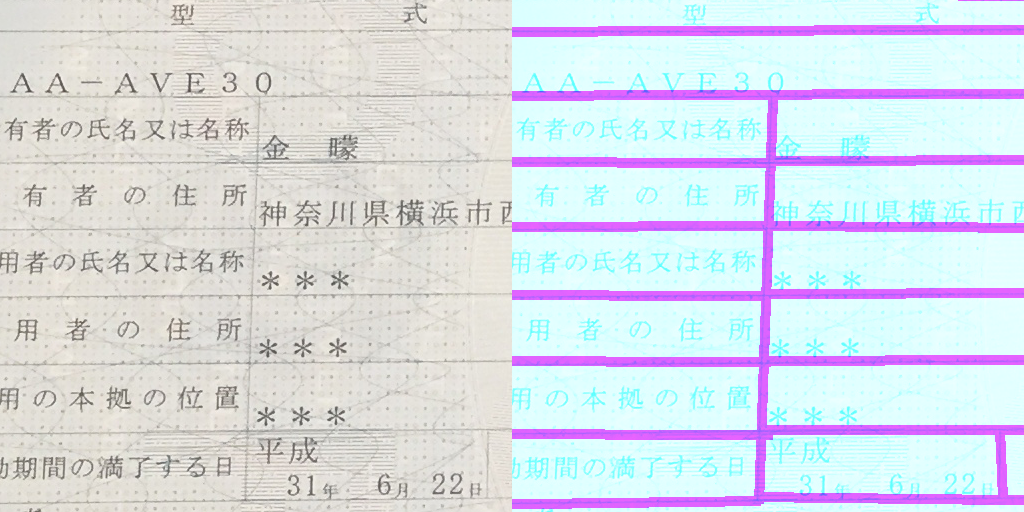 型 式
AA-AVE30
有者の氏名又は名称
金 曚
有者の住所
神奈川県横浜市西
用者の氏名又は名称
＊＊＊
用者の住所
＊＊＊
用の本拠の位置
＊＊＊
期間の満了する日
平成
31年 6月 22日
型 式
AA-AVE30
有者の氏名又は名称
金 曚
有者の住所
神奈川県横浜市西
用者の氏名又は名称
＊＊＊
用者の住所
＊＊＊
用の本拠の位置
＊＊＊
期間の満了する日
平成
31年 6月 22日